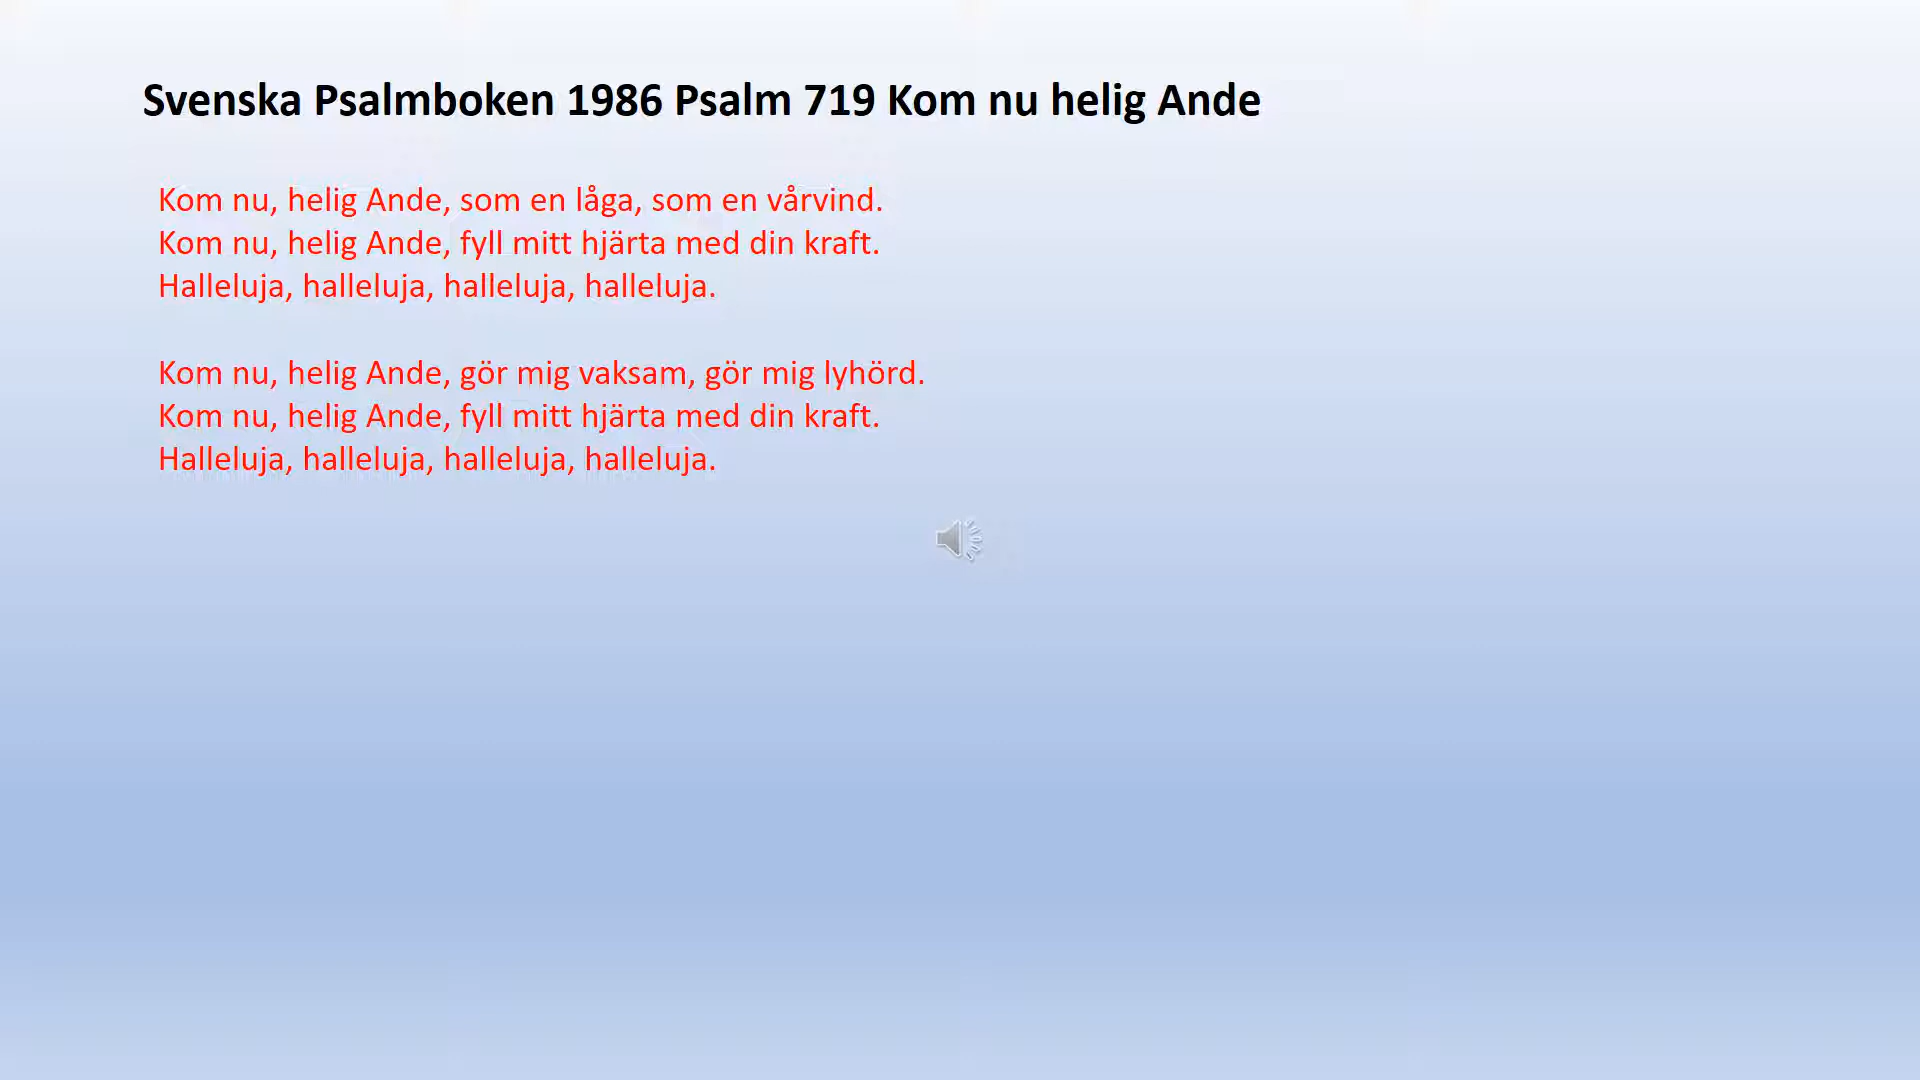 Svenska Psalmboken 1986 Psalm 719 Kom nu helig Ande
Kom nu, helig Ande, som en låga, som en vårvind.
Kom nu, helig Ande, fyll mitt hjärta med din kraft.
Halleluja, halleluja, halleluja, halleluja.
Kom nu, helig Ande, gör mig vaksam, gör mig lyhörd.
Kom nu, helig Ande, fyll mitt hjärta med din kraft.
Halleluja, halleluja, halleluja, halleluja.